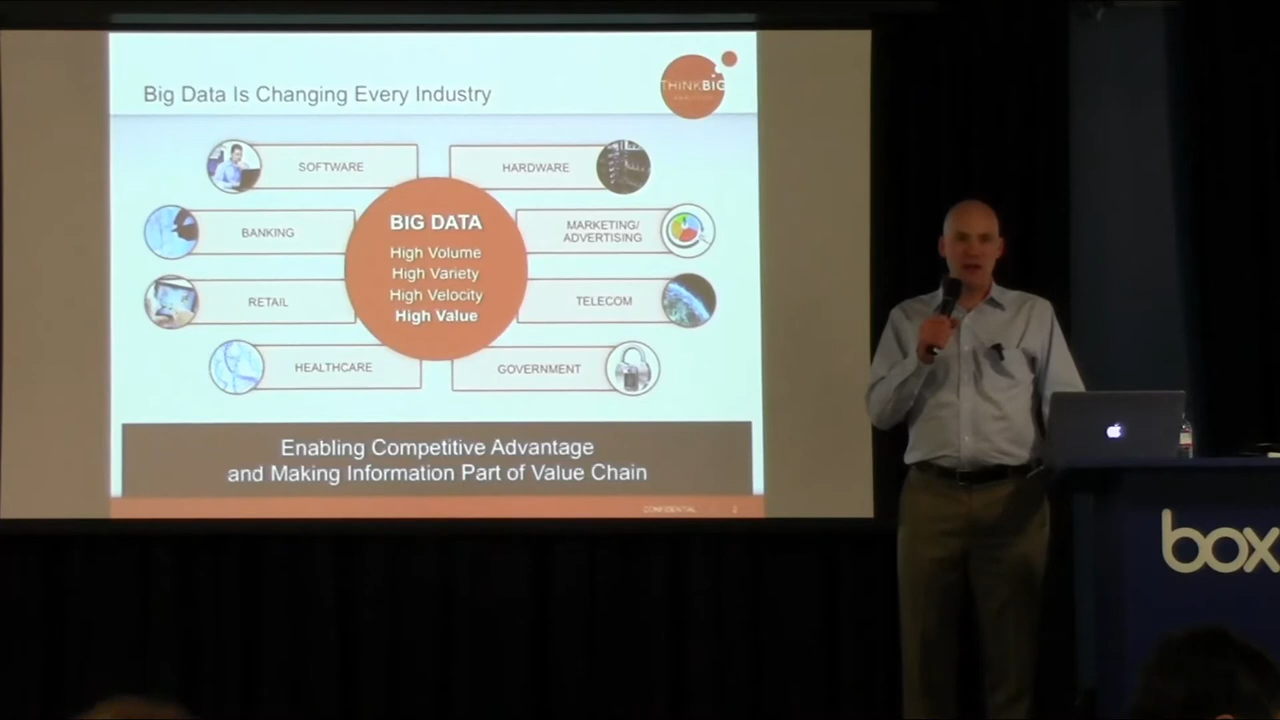 Big Data Is Changing Every Industry
THINKBIG
SOFTWARE
HARDWARE
BANKING
MARKETING/
ADVERTISING
RETAIL
TELECOM
HEALTHCARE
GOVERNMENT
BIG DATA
High Volume
High Variety
High Velocity
High Value
Enabling Competitive Advantage
and Making Information Part of Value Chain
CONFIDENTIAL
box